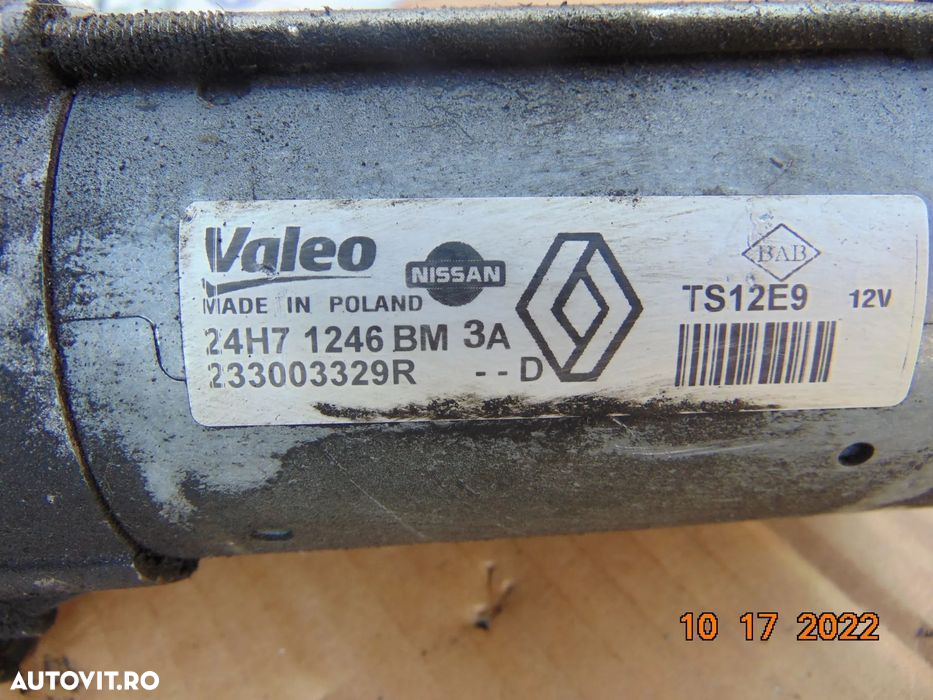 Valeo
NISSAN
MADE IN POLAND
24H7 1246 BM 3A
233003329R --D
BAB
TS12E9 12V
10 17 2022
AUTOVIT.RO